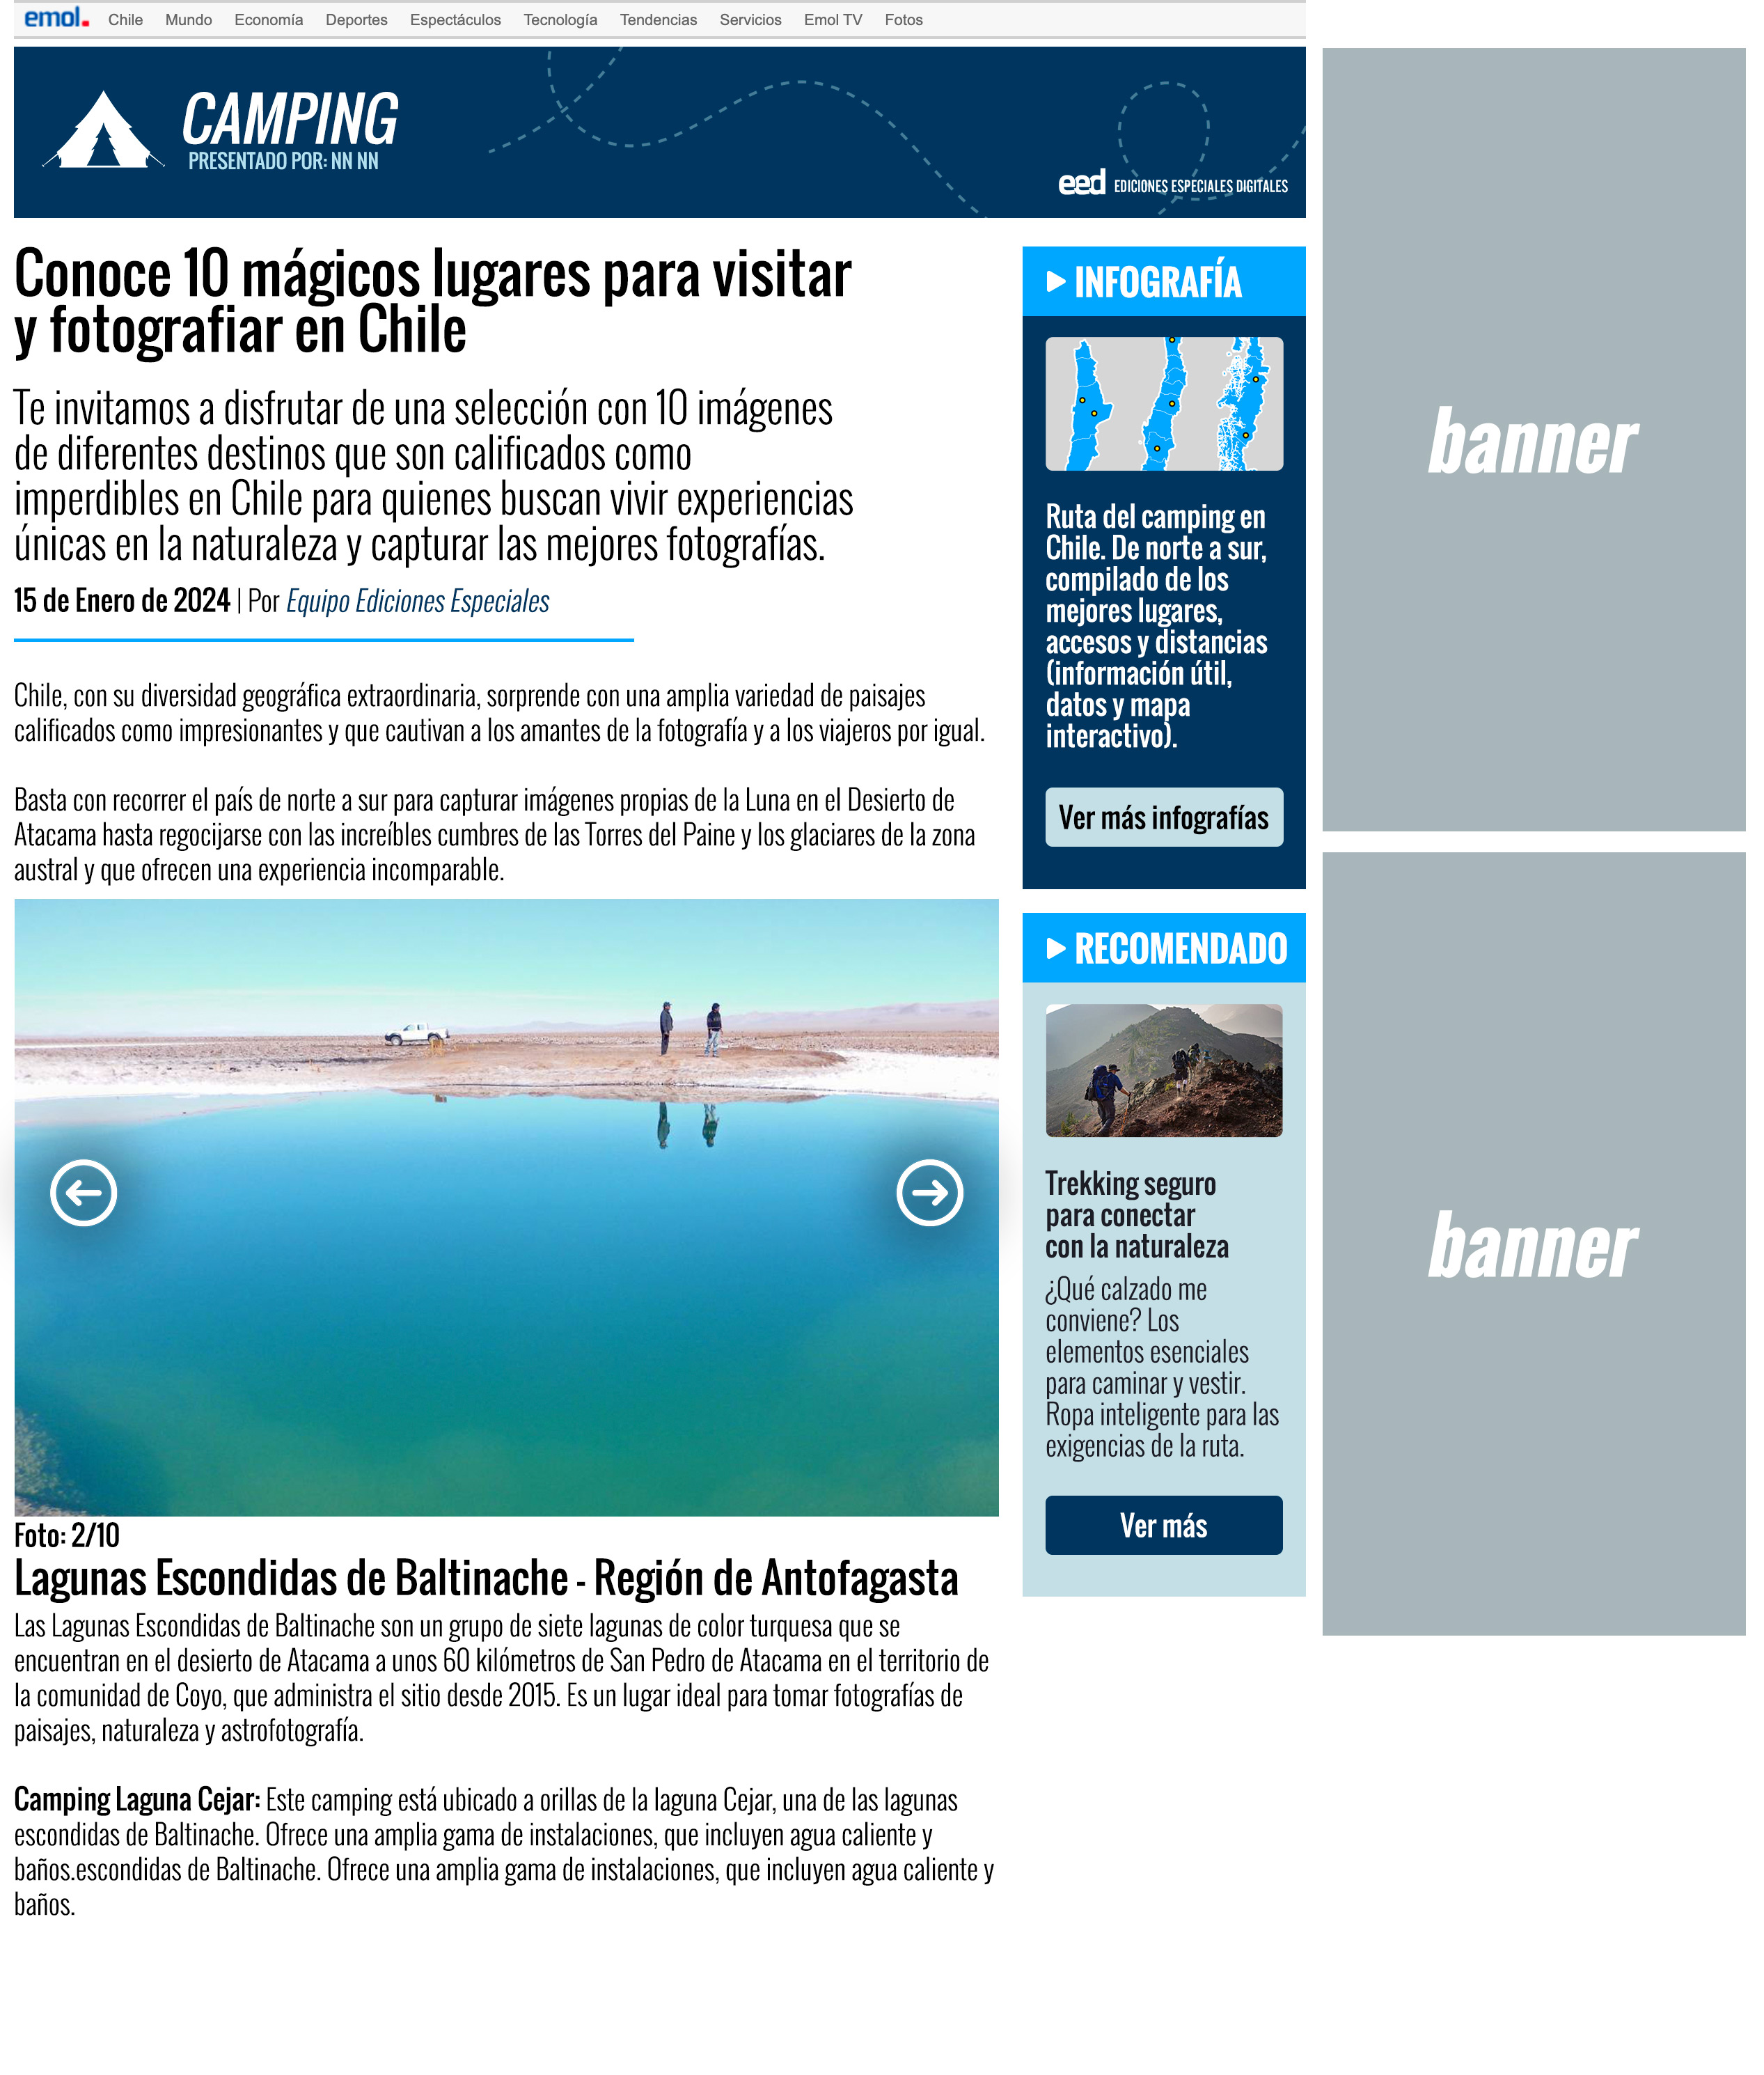 emol. Chile Mundo Economía Deportes Espectáculos Tecnología Tendencias Servicios Emol TV Fotos
CAMPING
PRESENTADO POR: NN NN
eed EDICIONES ESPECIALES DIGITALES
Conoce 10 mágicos lugares para visitar
y fotografiar en Chile
Te invitamos a disfrutar de una selección con 10 imágenes
de diferentes destinos que son calificados como
imperdibles en Chile para quienes buscan vivir experiencias
únicas en la naturaleza y capturar las mejores fotografías.
15 de Enero de 2024 | Por Equipo Ediciones Especiales
Chile, con su diversidad geográfica extraordinaria, sorprende con una amplia variedad de paisajes
calificados como impresionantes y que cautivan a los amantes de la fotografía y a los viajeros por igual.
Basta con recorrer el país de norte a sur para capturar imágenes propias de la Luna en el Desierto de
Atacama hasta regocijarse con las increíbles cumbres de las Torres del Paine y los glaciares de la zona
austral y que ofrecen una experiencia incomparable.
Foto: 2/10
Lagunas Escondidas de Baltinache - Región de Antofagasta
Las Lagunas Escondidas de Baltinache son un grupo de siete lagunas de color turquesa que se
encuentran en el desierto de Atacama a unos 60 kilómetros de San Pedro de Atacama en el territorio de
la comunidad de Coyo, que administra el sitio desde 2015. Es un lugar ideal para tomar fotografías de
paisajes, naturaleza y astrofotografía.
Camping Laguna Cejar: Este camping está ubicado a orillas de la laguna Cejar, una de las lagunas
escondidas de Baltinache. Ofrece una amplia gama de instalaciones, que incluyen agua caliente y
baños.escondidas de Baltinache. Ofrece una amplia gama de instalaciones, que incluyen agua caliente y
baños.
INFOGRAFÍA
Ruta del camping en
Chile. De norte a sur,
compilado de los
mejores lugares,
accesos y distancias
(información útil,
datos y mapa
interactivo).
Ver más infografías
RECOMENDADO
Trekking seguro
para conectar
con la naturaleza
¿Qué calzado me
conviene? Los
elementos esenciales
para caminar y vestir.
Ropa inteligente para las
exigencias de la ruta.
Ver más
banner
banner